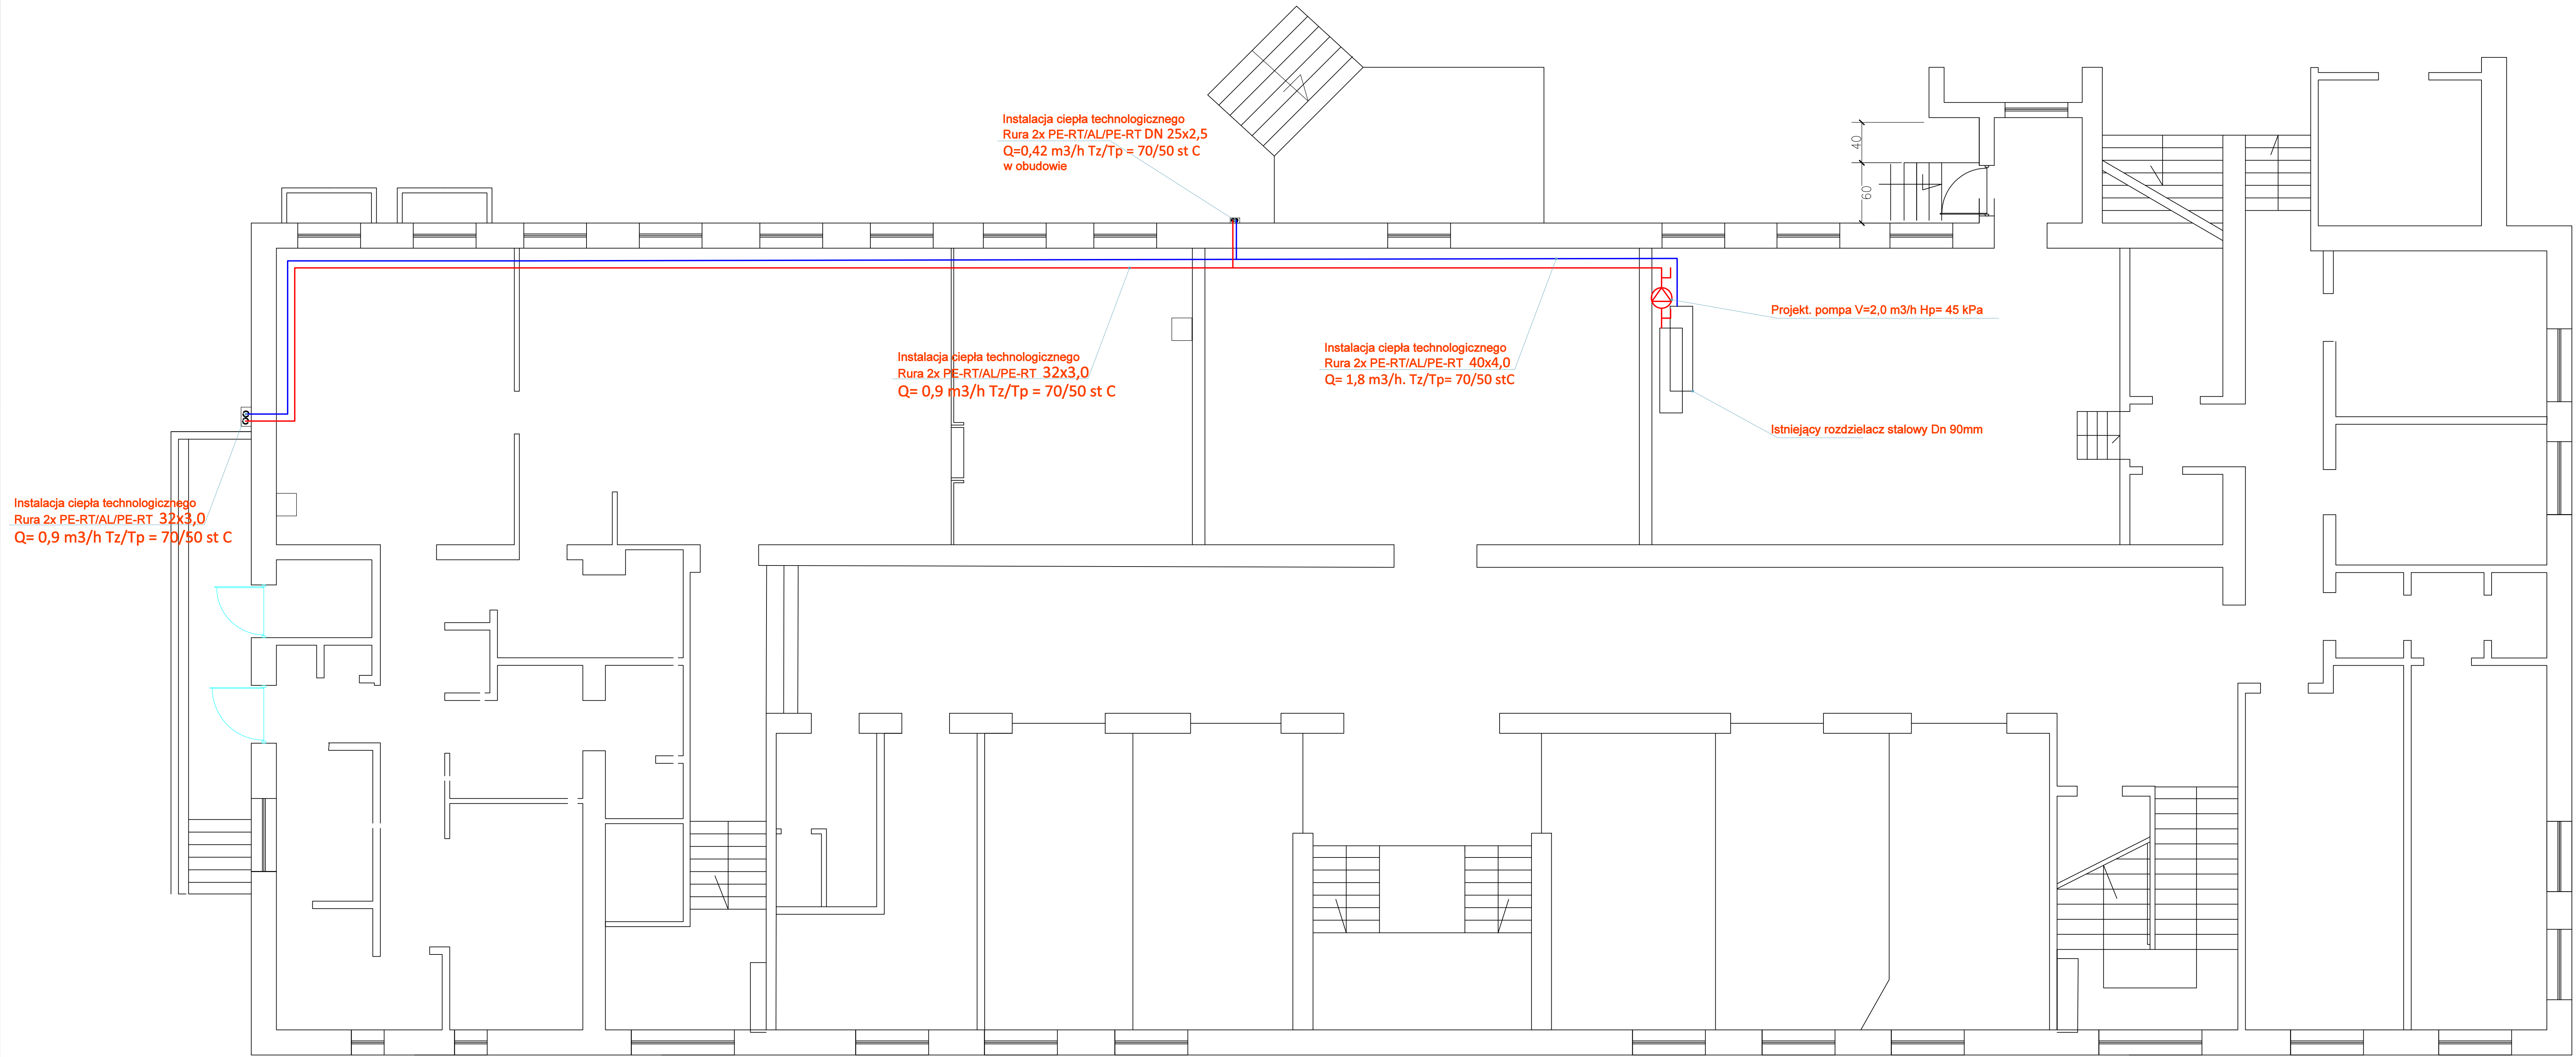 Instalacja ciepła technologicznego
Rura 2x PE-RT/AL/PE-RT DN 25x2,5
Q=0,42 m3/h Tz/Tp = 70/50 st C
w obudowie
40
60
Projekt. pompa V=2,0 m3/h Hp= 45 kPa
Instalacja ciepła technologicznego
Rura 2x PE-RT/AL/PE-RT 32x3,0
Q= 0,9 m3/h Tz/Tp = 70/50 st C
Instalacja ciepła technologicznego
Rura 2x PE-RT/AL/PE-RT 40x4,0
Q= 1,8 m3/h. Tz/Tp= 70/50 stC
Istniejący rozdzielacz stalowy Dn 90mm
Instalacja ciepła technologicznego
Rura 2x PE-RT/AL/PE-RT 32x3,0
Q= 0,9 m3/h Tz/Tp = 70/50 st C